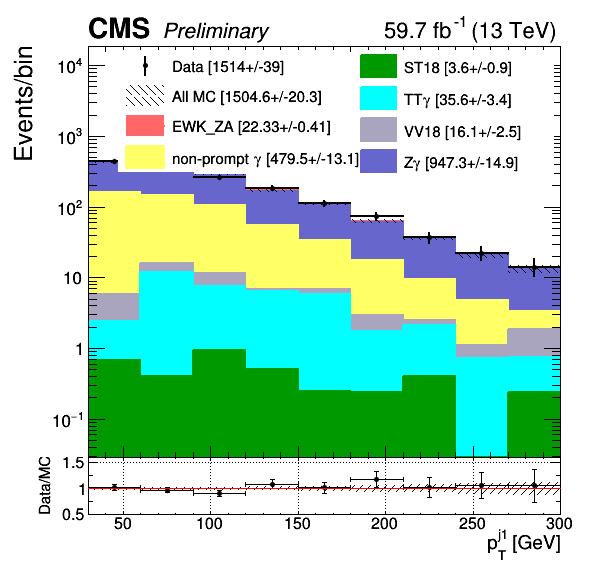 CMS Preliminary 59.7 fb⁻¹ (13 TeV)
Events/bin
Data [1514+/-39]
All MC [1504.6+/-20.3]
EWK_ZA [22.33+/-0.41]
non-prompt γ [479.5+/-13.1]
ST18 [3.6+/-0.9]
TTγ [35.6+/-3.4]
VV18 [16.1+/-2.5]
Zγ [947.3+/-14.9]
10⁴
10³
10²
10
1
10⁻¹
Data/MC
1.5
1
0.5
50 100 150 200 250 300
p_T^j1 [GeV]